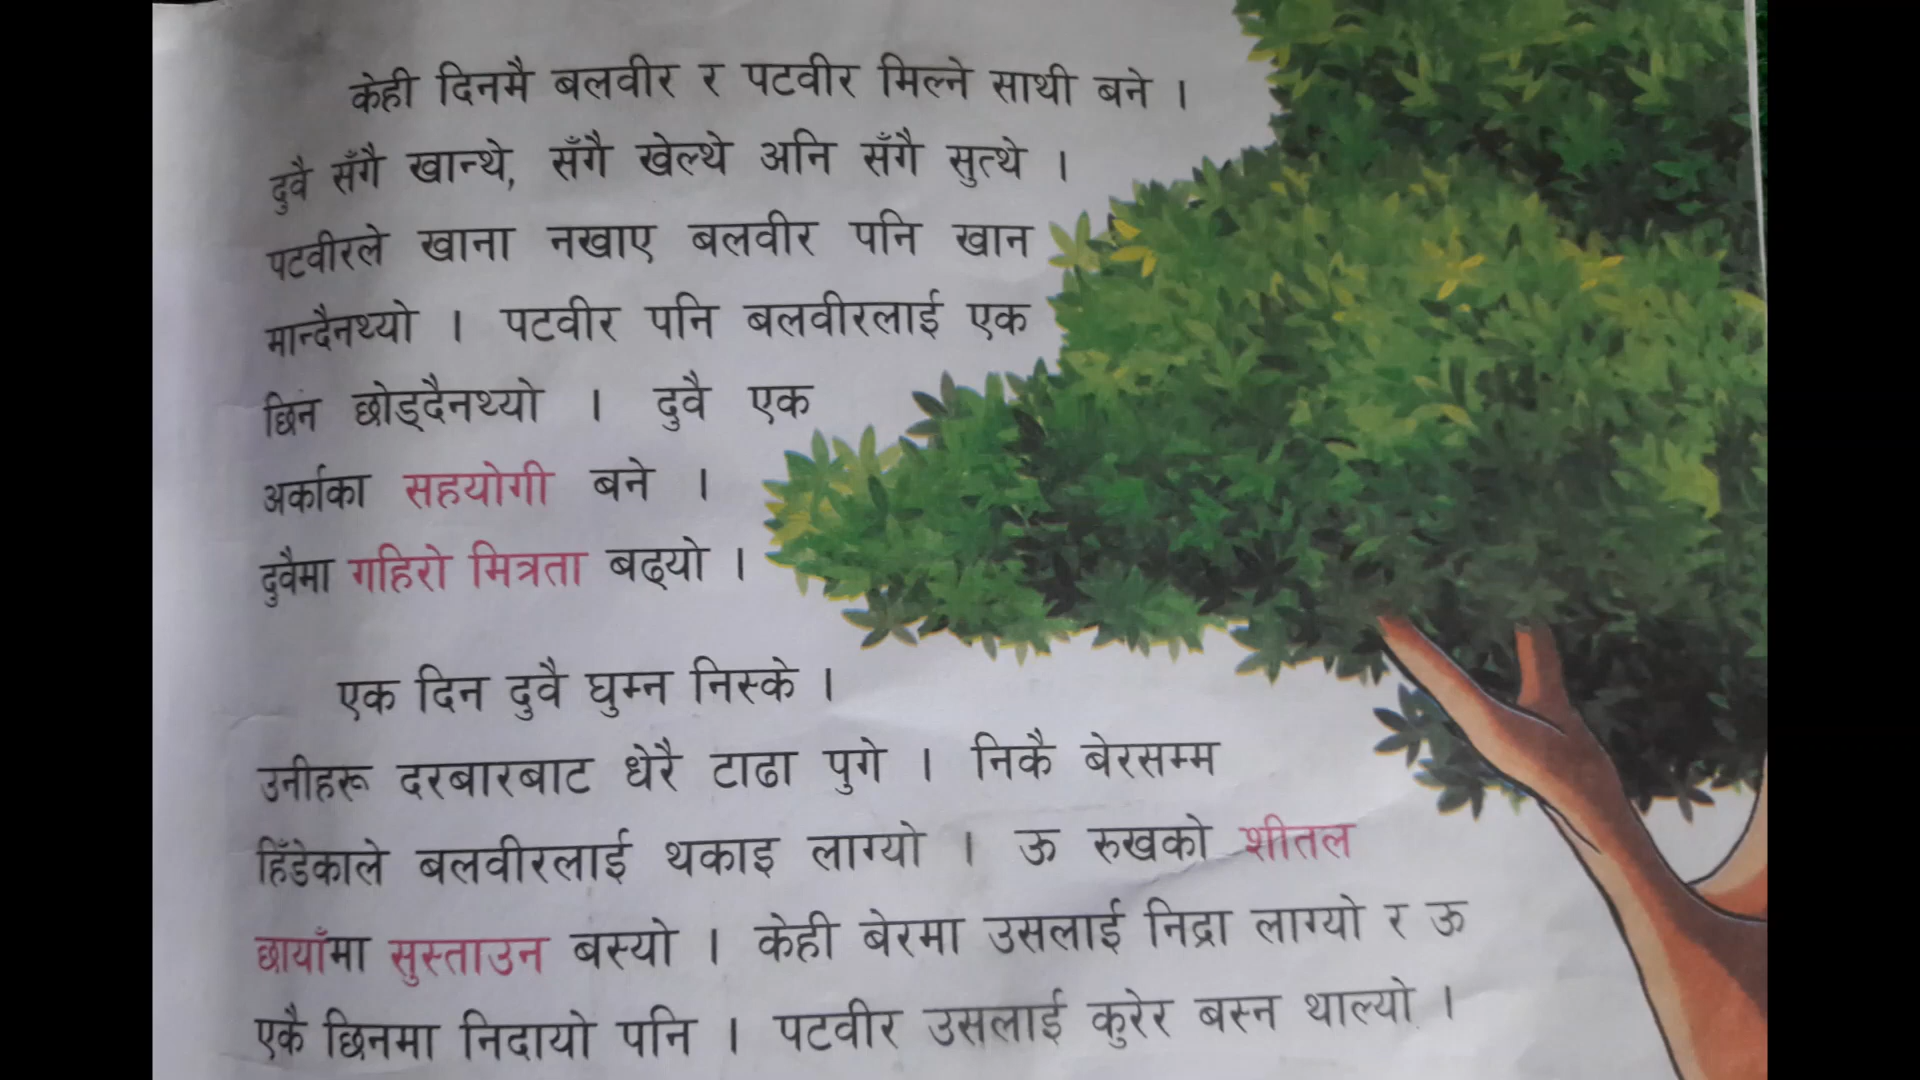 केही दिनमै बलवीर र पटवीर मिल्ने साथी बने ।
दुवै सँगै खान्थे, सँगै खेल्थे अनि सँगै सुत्थे ।
पटवीरले खाना नखाए बलवीर पनि खान
मान्दैनथ्यो । पटवीर पनि बलवीरलाई एक
छिन छोड्दैनथ्यो । दुवै एक
अर्काका सहयोगी बने ।
दुवैमा गहिरो मित्रता बढ्यो ।
एक दिन दुवै घुम्न निस्के ।
उनीहरू दरबारबाट धेरै टाढा पुगे । निकै बेरसम्म
हिँडेकाले बलवीरलाई थकाइ लाग्यो । ऊ रुखको शीतल
छायाँमा सुस्ताउन बस्यो । केही बेरमा उसलाई निद्रा लाग्यो र ऊ
एकै छिनमा निदायो पनि । पटवीर उसलाई कुरेर बस्न थाल्यो ।